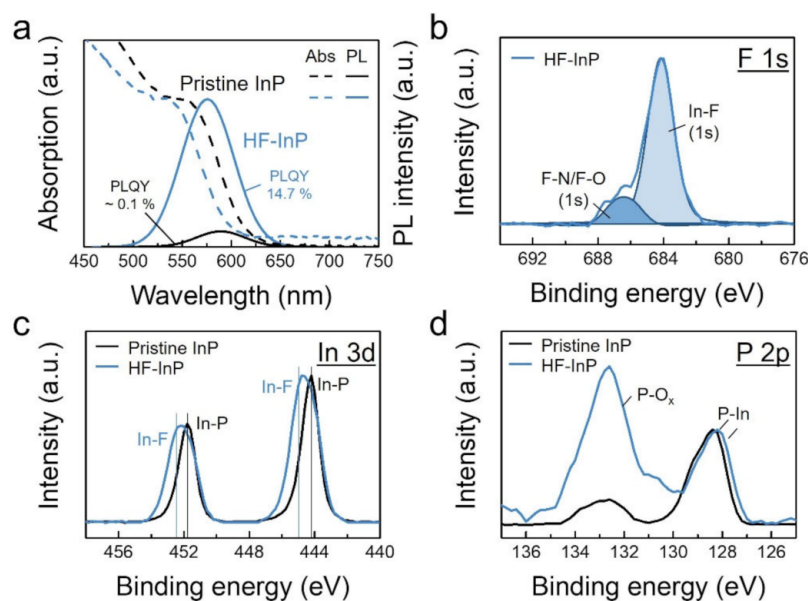 a
Absorption (a.u.)
PL intensity (a.u.)
Abs PL
Pristine InP
HF-InP
PLQY
~ 0.1 %
PLQY
14.7 %
450 500 550 600 650 700 750
Wavelength (nm)
b
Intensity (a.u.)
HF-InP
F 1s
In-F
(1s)
F-N/F-O
(1s)
692 688 684 680 676
Binding energy (eV)
c
Intensity (a.u.)
Pristine InP
HF-InP
In 3d
In-F
In-P
In-F
In-P
456 452 448 444 440
Binding energy (eV)
d
Intensity (a.u.)
Pristine InP
HF-InP
P 2p
P-Oₓ
P-In
136 134 132 130 128 126
Binding energy (eV)